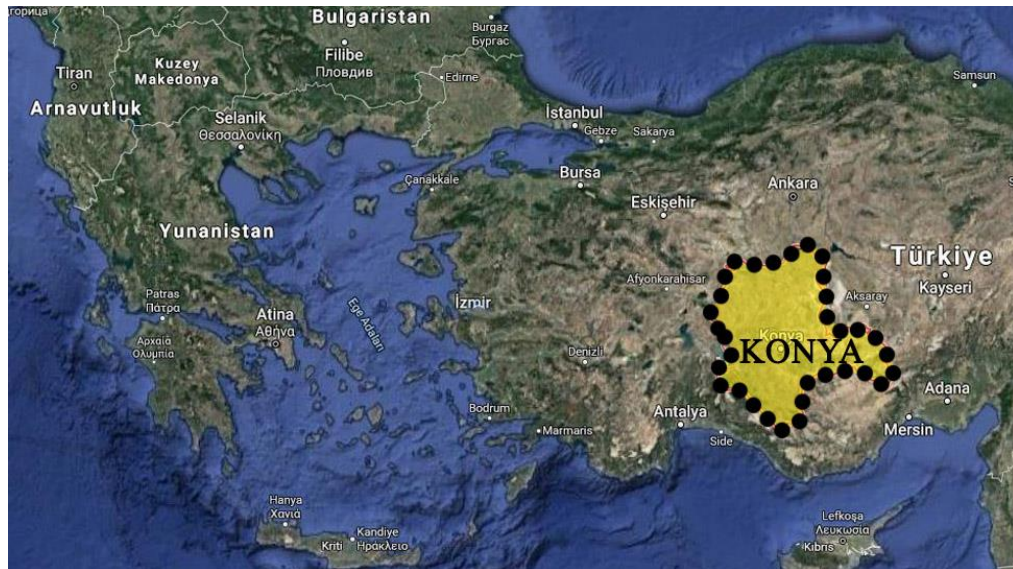 горица
Bulgaristan
Burgaz
Бургас
Kuzey
Makedonya
Filibe
Пловдив
Tiran
Edirne
Samsun
Arnavutluk
Selanik
Θεσσαλονίκη
İstanbul
Gebze
Sakarya
Çanakkale
Bursa
Ankara
Eskişehir
Yunanistan
Türkiye
Afyonkarahisar
Kayseri
Patras
Πάτρα
İzmir
Aksaray
Ege Adaları
Atina
Αθήνα
Αρχαία
Ολυμπία
Konya
KONYA
Denizli
Adana
Bodrum
Antalya
Marmaris
Side
Mersin
Hanya
Χανιά
Kandiye
Ηράκλειο
Kriti
Lefkoşa
Λευκωσία
Kıbrıs